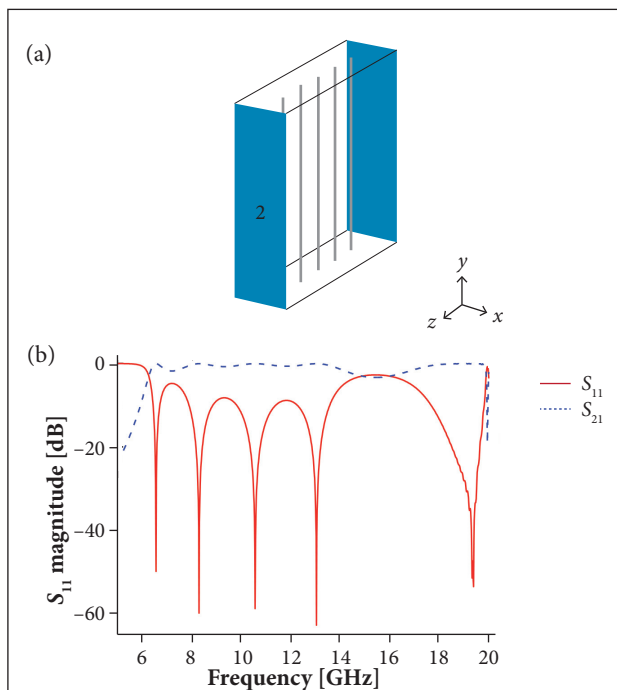 (a)
2
y
z
x
(b)
S11 magnitude [dB]
0
−20
−40
−60
6 8 10 12 14 16 18 20
Frequency [GHz]
S11
S21